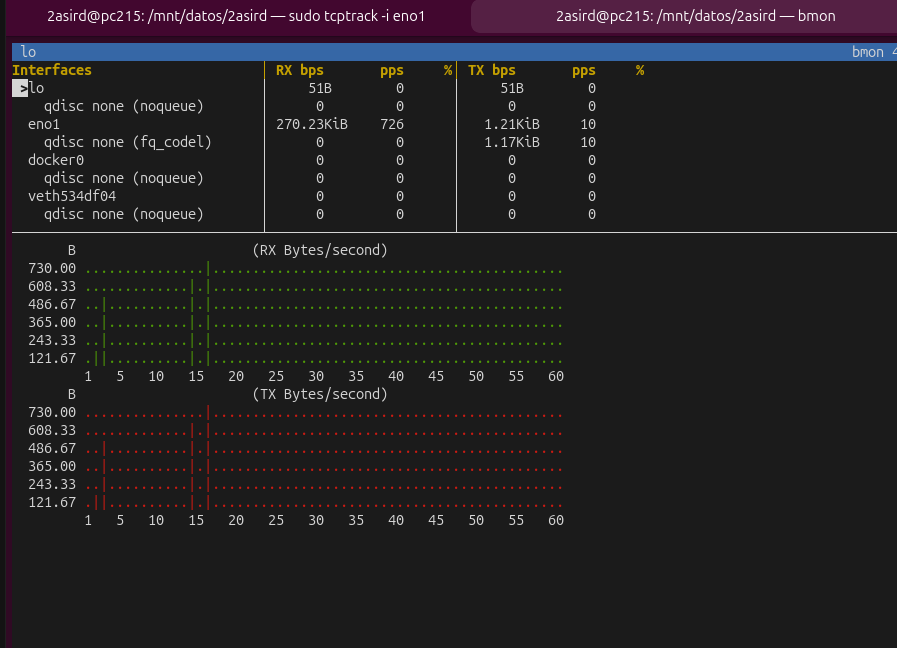 2asird@pc215: /mnt/datos/2asird — sudo tcptrack -i eno1 2asird@pc215: /mnt/datos/2asird — bmon
lo bmon 4
Interfaces RX bps pps % TX bps pps %
>lo 51B 0 51B 0
qdisc none (noqueue) 0 0 0 0
eno1 270.23KiB 726 1.21KiB 10
qdisc none (fq_codel) 0 0 1.17KiB 10
docker0 0 0 0 0
qdisc none (noqueue) 0 0 0 0
veth534df04 0 0 0 0
qdisc none (noqueue) 0 0 0 0
B (RX Bytes/second)
730.00 ...............|............................................
608.33 .............|.|............................................
486.67 ..|..........|.|............................................
365.00 ..|..........|.|............................................
243.33 ..|..........|.|............................................
121.67 .||..........|.|............................................
1 5 10 15 20 25 30 35 40 45 50 55 60
B (TX Bytes/second)
730.00 ...............|............................................
608.33 .............|.|............................................
486.67 ..|..........|.|............................................
365.00 ..|..........|.|............................................
243.33 ..|..........|.|............................................
121.67 .||..........|.|............................................
1 5 10 15 20 25 30 35 40 45 50 55 60